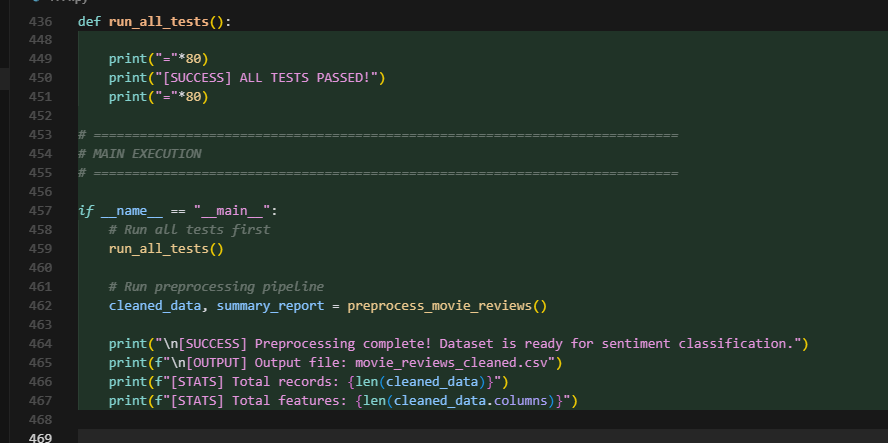 436 def run_all_tests():
448
449 print("="*80)
450 print("[SUCCESS] ALL TESTS PASSED!")
451 print("="*80)
452
453 # ============================================================================
454 # MAIN EXECUTION
455 # ============================================================================
456
457 if __name__ == "__main__":
458 # Run all tests first
459 run_all_tests()
460
461 # Run preprocessing pipeline
462 cleaned_data, summary_report = preprocess_movie_reviews()
463
464 print("\n[SUCCESS] Preprocessing complete! Dataset is ready for sentiment classification.")
465 print(f"\n[OUTPUT] Output file: movie_reviews_cleaned.csv")
466 print(f"[STATS] Total records: {len(cleaned_data)}")
467 print(f"[STATS] Total features: {len(cleaned_data.columns)}")
468
469